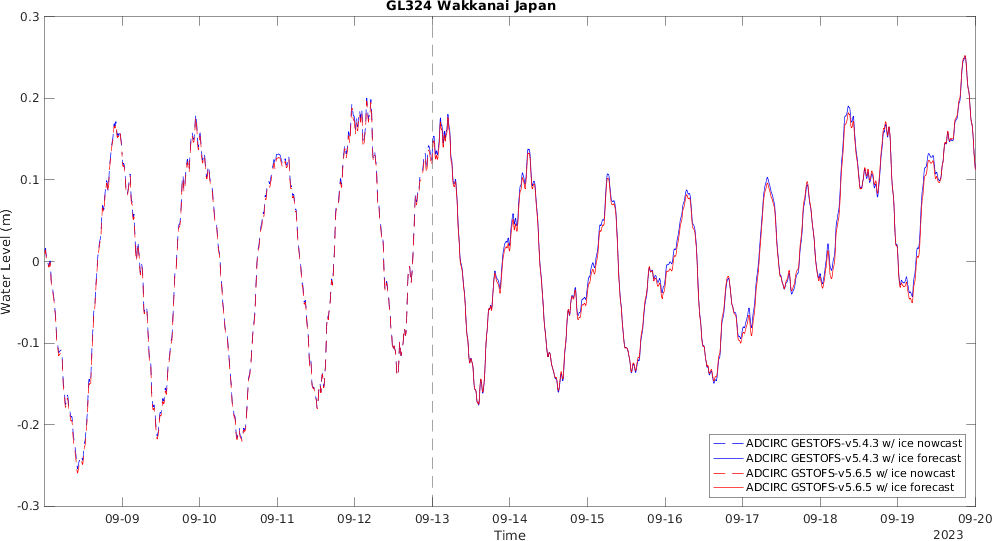 GL324 Wakkanai Japan
0.3
0.2
0.1
0
-0.1
-0.2
-0.3
Water Level (m)
09-09
09-10
09-11
09-12
09-13
09-14
09-15
09-16
09-17
09-18
09-19
09-20
Time
2023
ADCIRC GESTOFS-v5.4.3 w/ ice nowcast
ADCIRC GESTOFS-v5.4.3 w/ ice forecast
ADCIRC GSTOFS-v5.6.5 w/ ice nowcast
ADCIRC GSTOFS-v5.6.5 w/ ice forecast